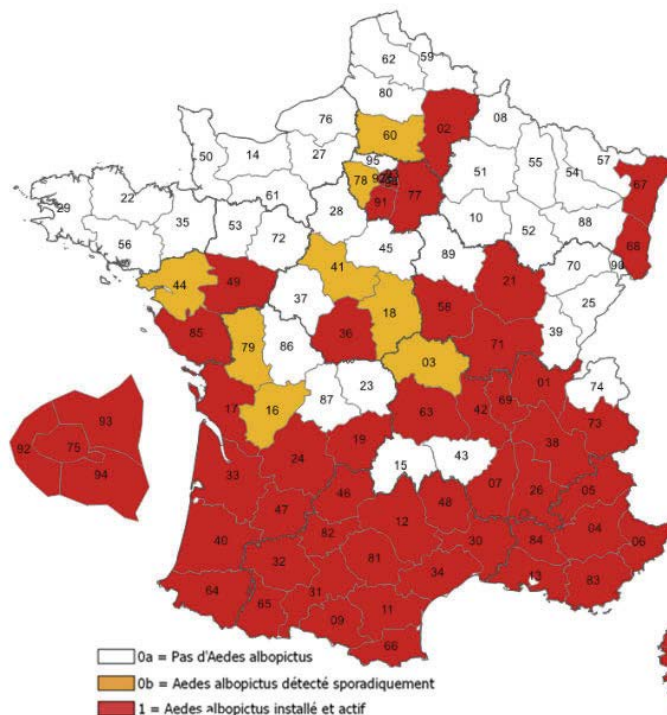 62 59
80
76 02 08
60
50 14 27 95 51 55 54 57 67
78
77
61 91
22 28 10 88 68
29 35 53 52
56 72 45 89 70 90
41 21 25
44 49 37 58
18 39
85 36 71
79 86
03
23 01 74
17 16 87 63 42 69 73
93
92 75 19 38
94 24 15 43
33 07 26 05
46 48
47 12
82 04
40 32 30 84 06
81
34 13 83
64 31
65 09 11
66
0a = Pas d'Aedes albopictus
0b = Aedes albopictus détecté sporadiquement
1 = Aedes albopictus installé et actif